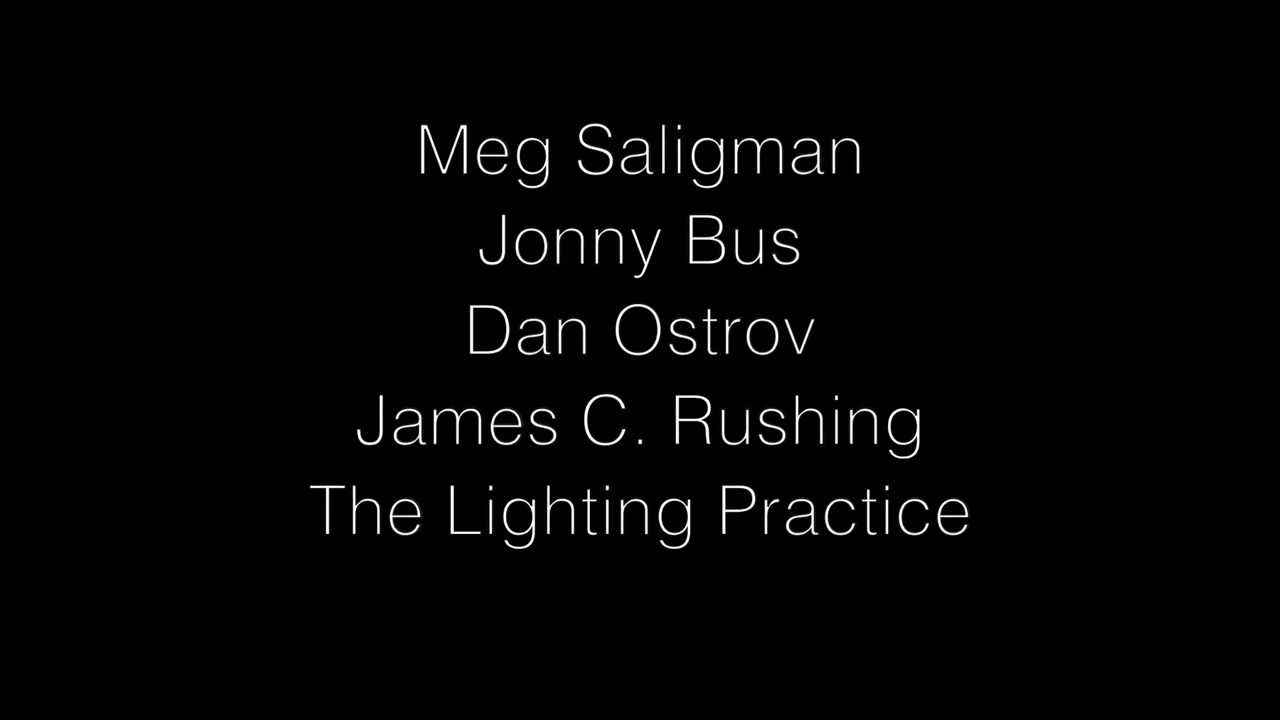 Meg Saligman
Jonny Bus
Dan Ostrov
James C. Rushing
The Lighting Practice